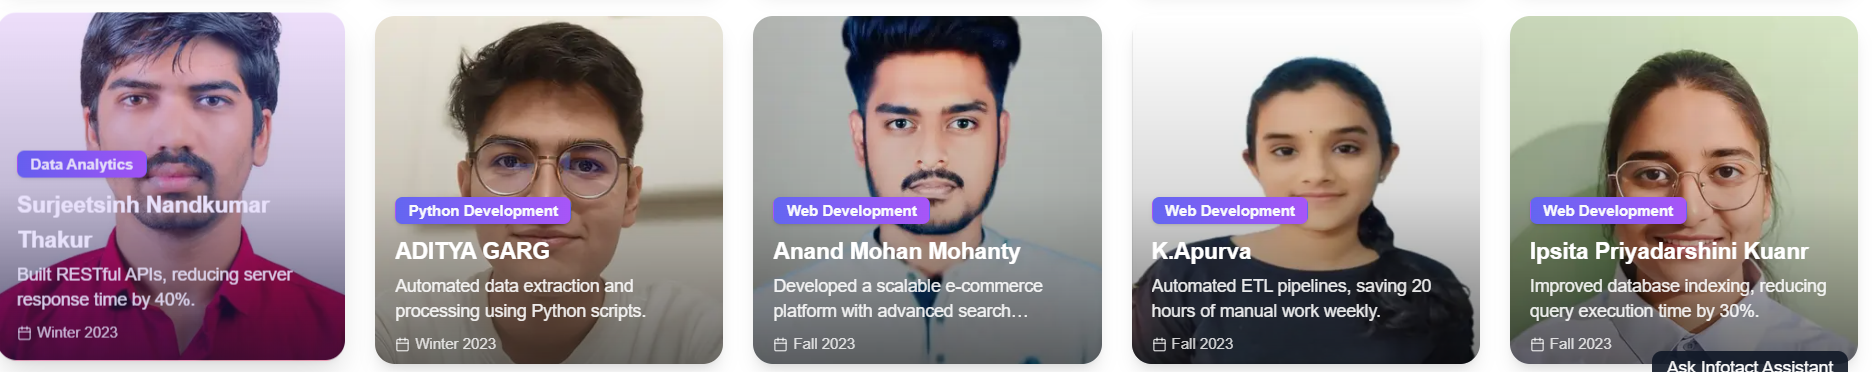 Data Analytics
Surjeetsinh Nandkumar
Thakur
Built RESTful APIs, reducing server
response time by 40%.
Winter 2023
Python Development
ADITYA GARG
Automated data extraction and
processing using Python scripts.
Winter 2023
Web Development
Anand Mohan Mohanty
Developed a scalable e-commerce
platform with advanced search…
Fall 2023
Web Development
K.Apurva
Automated ETL pipelines, saving 20
hours of manual work weekly.
Fall 2023
Web Development
Ipsita Priyadarshini Kuanr
Improved database indexing, reducing
query execution time by 30%.
Fall 2023
Ask Infotact Assistant